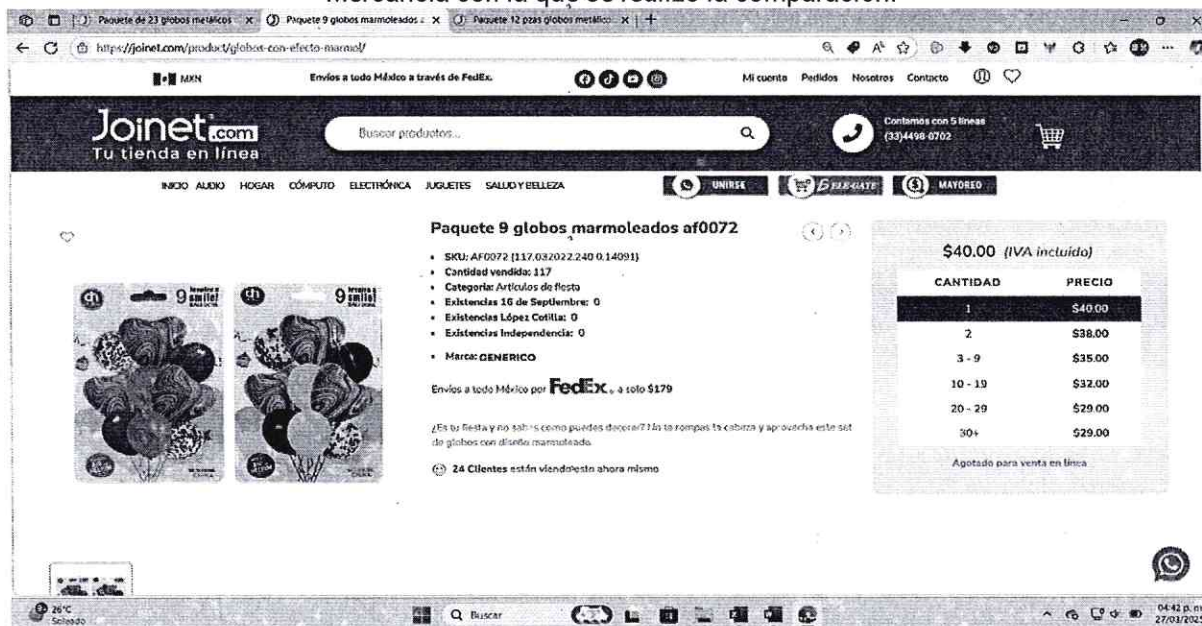 mercancía con la que se realizó la comparación.
Paquete de 23 globos metálicos x Paquete 9 globos marmoleados a x Paquete 12 pzas globos metálico x +
https://joinet.com/product/globos-con-efecto-marmol/
MXN Envíos a todo México a través de FedEx. Mi cuenta Pedidos Nosotros Contacto
Joinet.com
Tu tienda en línea
Buscar productos...
Contamos con 5 líneas
(33)4498-0702
INICIO AUDIO HOGAR CÓMPUTO ELECTRÓNICA JUGUETES SALUD Y BELLEZA UNIRSE ELE-GATE MAYOREO
Paquete 9 globos marmoleados af0072
• SKU: AF0072 {117.032022.240 0.14091}
• Cantidad vendida: 117
• Categoria: Artículos de fiesta
• Existencias 16 de Septiembre: 0
• Existencias López Cotilla: 0
• Existencias Independencia: 0
• Marca: GENERICO
Envíos a todo México por FedEx, a solo $179
¿Es tu fiesta y no sabes como puedes decorar? No te rompas la cabeza y aprovecha este set
de globos con diseño marmoleado.
24 Clientes están viendo esto ahora mismo
$40.00 (IVA incluido)
CANTIDAD PRECIO
1 $40.00
2 $38.00
3 - 9 $35.00
10 - 19 $32.00
20 - 29 $29.00
30+ $29.00
Agotado para venta en línea
ch 9 smile!
ch 9 smile!
26°C
Soleado
Buscar
04:42 p. m.